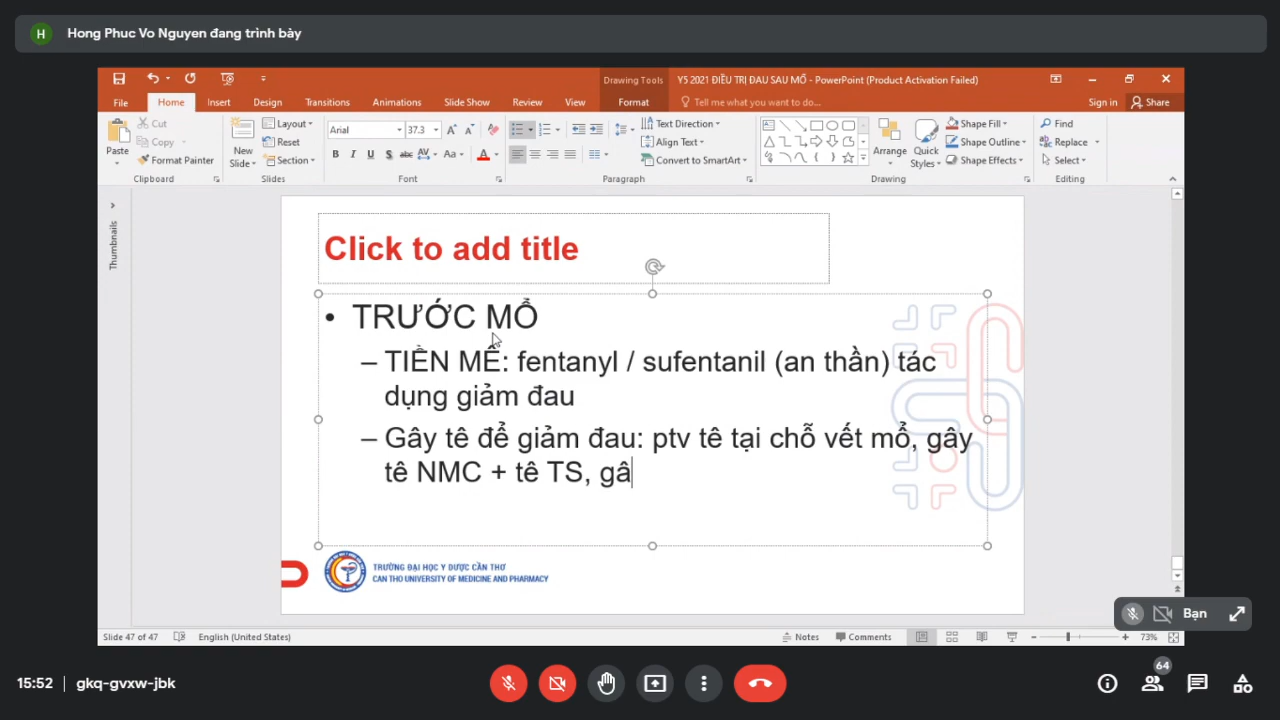 H Hong Phuc Vo Nguyen đang trình bày
Drawing Tools Y5 2021 ĐIỀU TRỊ ĐAU SAU MỔ - PowerPoint (Product Activation Failed)
File Home Insert Design Transitions Animations Slide Show Review View Format Tell me what you want to do... Sign in Share
Paste Cut Copy Format Painter
Clipboard
New Slide Layout Reset Section
Slides
Arial 37.3
B I U S abc AV Aa A
Font
Text Direction Align Text Convert to SmartArt
Paragraph
Arrange Quick Styles Shape Fill Shape Outline Shape Effects
Drawing
Find Replace Select
Editing
Thumbnails
Click to add title
• TRƯỚC MỔ
– TIỀN MÊ: fentanyl / sufentanil (an thần) tác
dụng giảm đau
– Gây tê để giảm đau: ptv tê tại chỗ vết mổ, gây
tê NMC + tê TS, gâ
TRƯỜNG ĐẠI HỌC Y DƯỢC CẦN THƠ
CAN THO UNIVERSITY OF MEDICINE AND PHARMACY
Bạn
Slide 47 of 47 English (United States) Notes Comments 73%
15:52 | gkq-gvxw-jbk
64